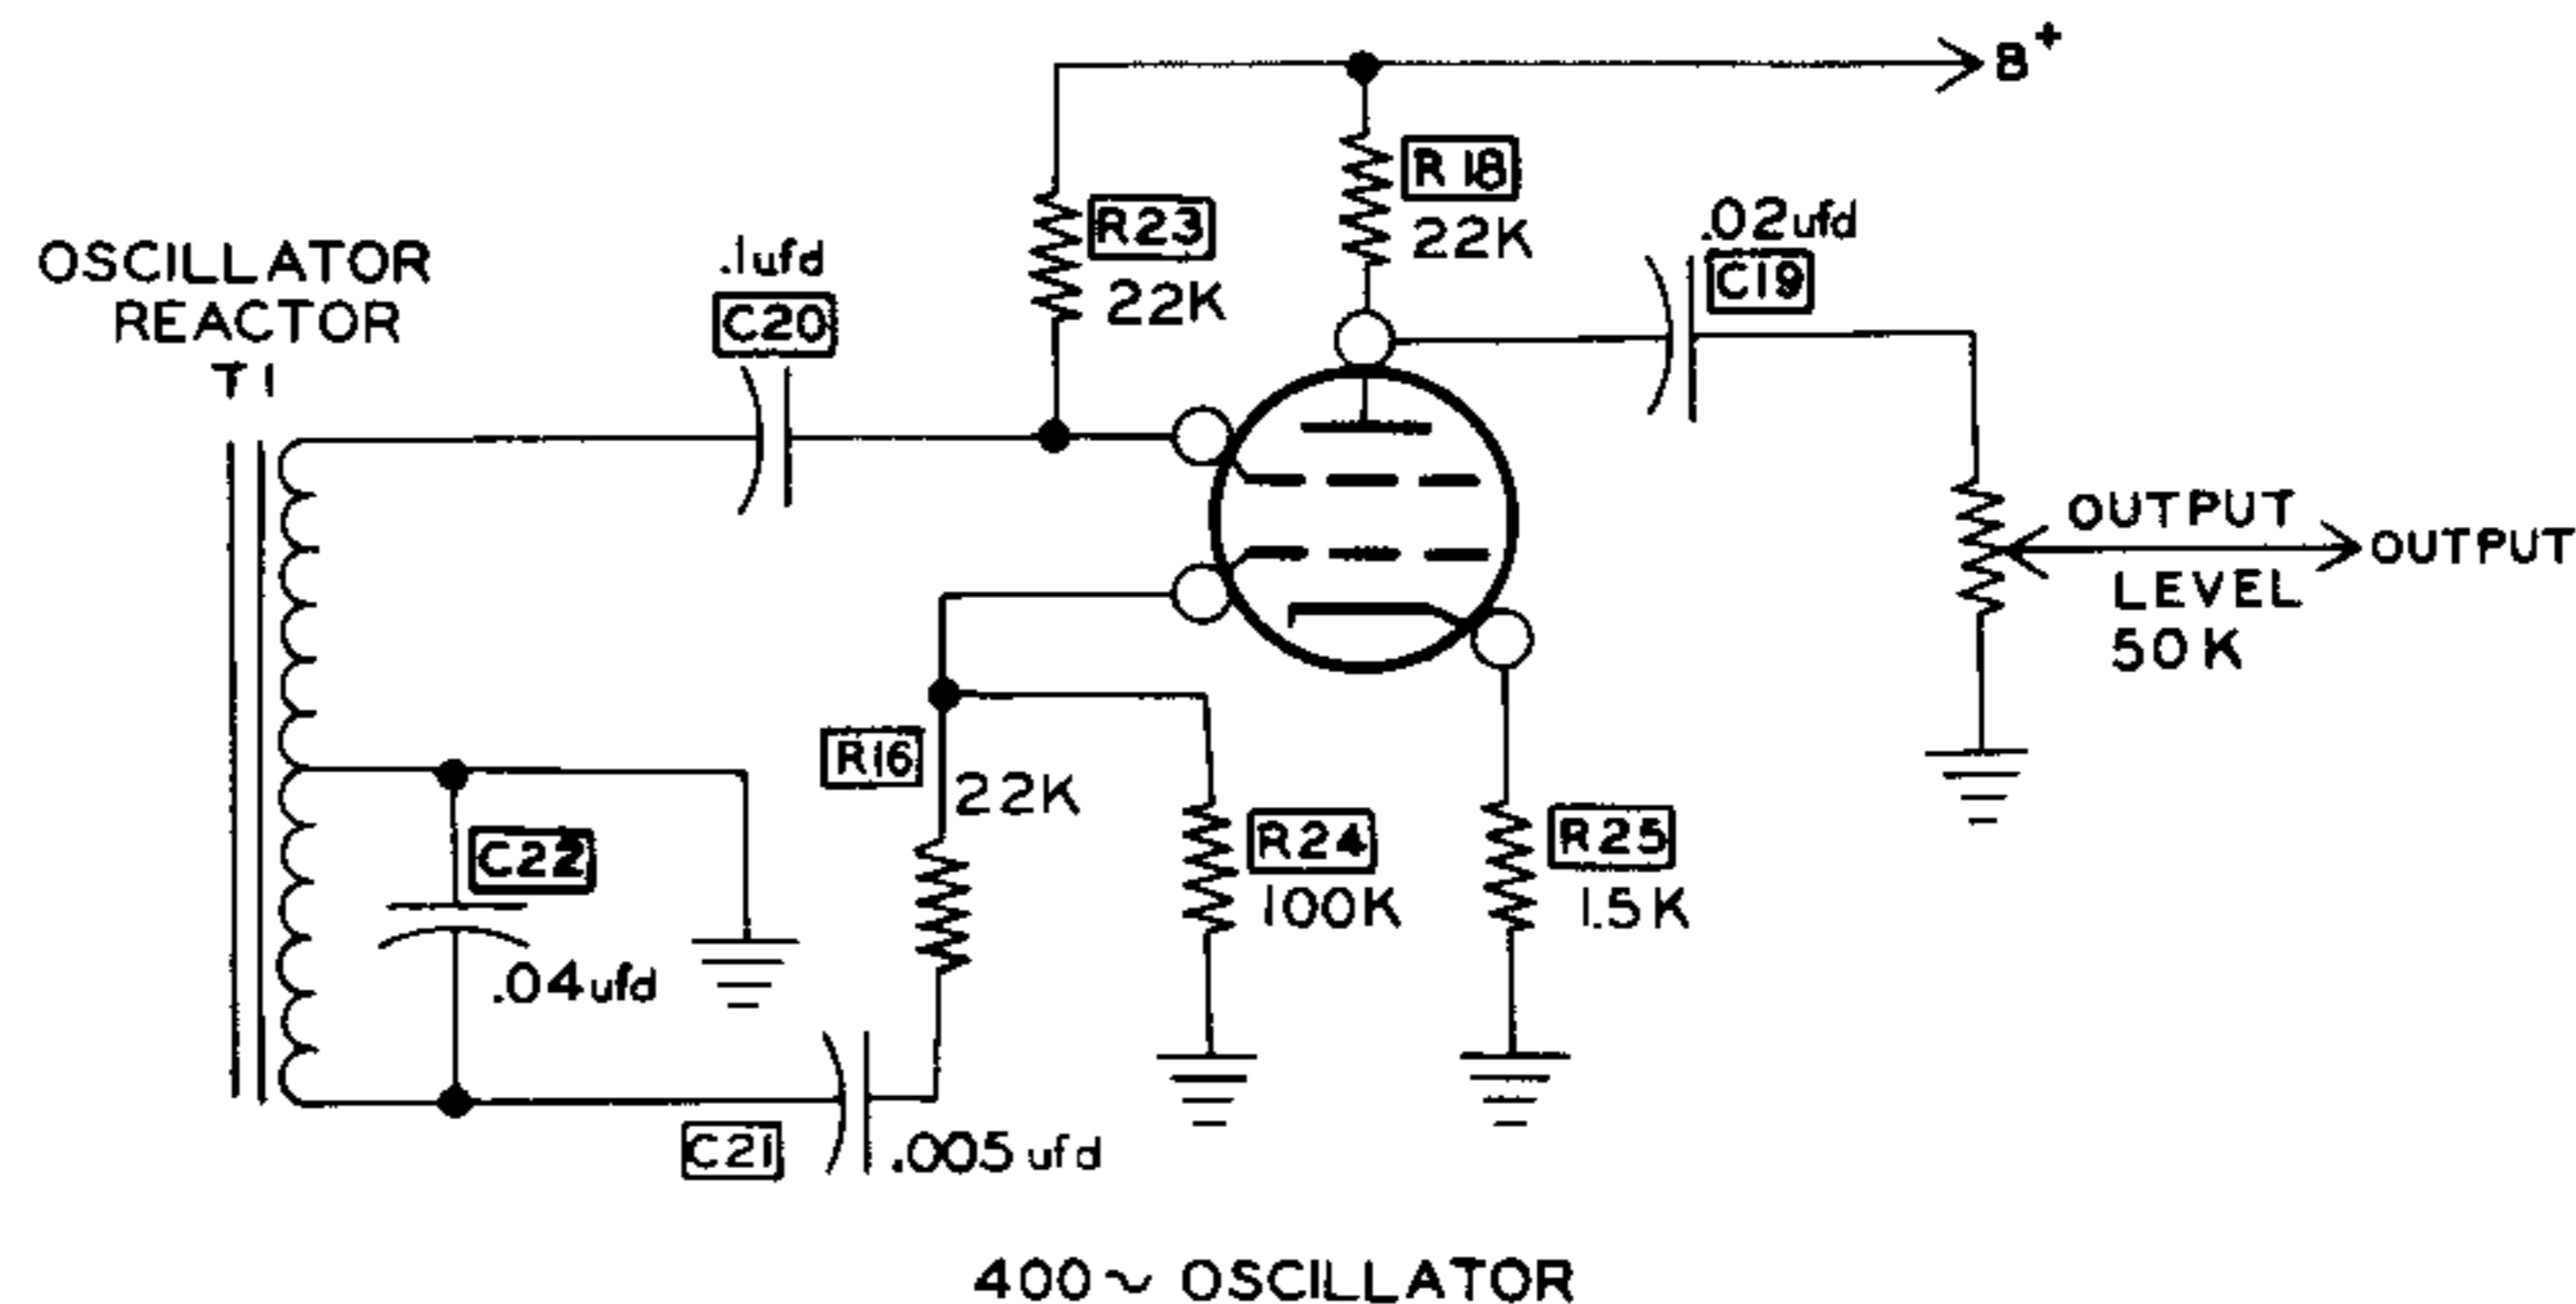 B+
R18
22K
R23
22K
.02ufd
C19
OSCILLATOR
REACTOR
T1
.1ufd
C20
OUTPUT
LEVEL
50K
OUTPUT
R16
22K
C22
.04ufd
R24
100K
R25
1.5K
C21
.005ufd
400~ OSCILLATOR